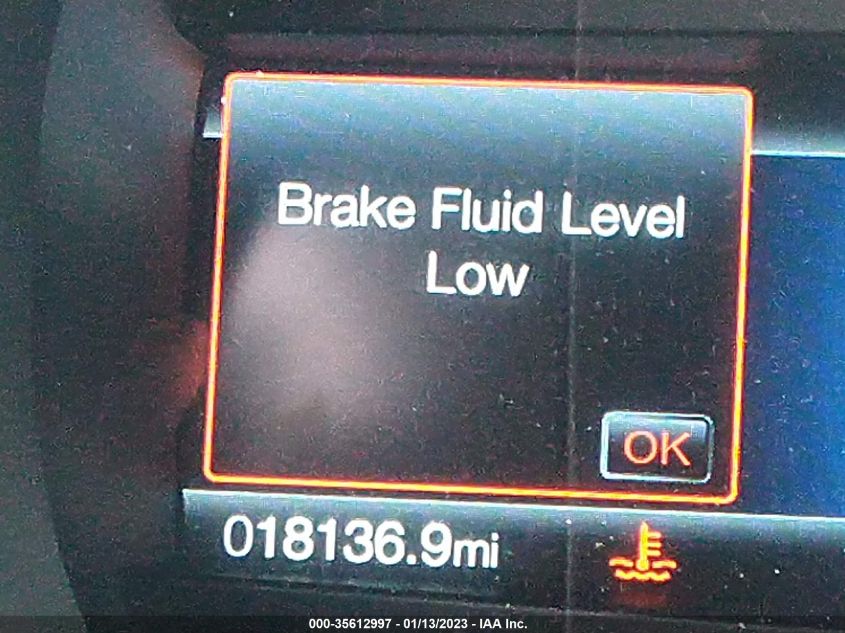 Brake Fluid Level
Low
OK
018136.9mi
000-35612997 - 01/13/2023 - IAA Inc.